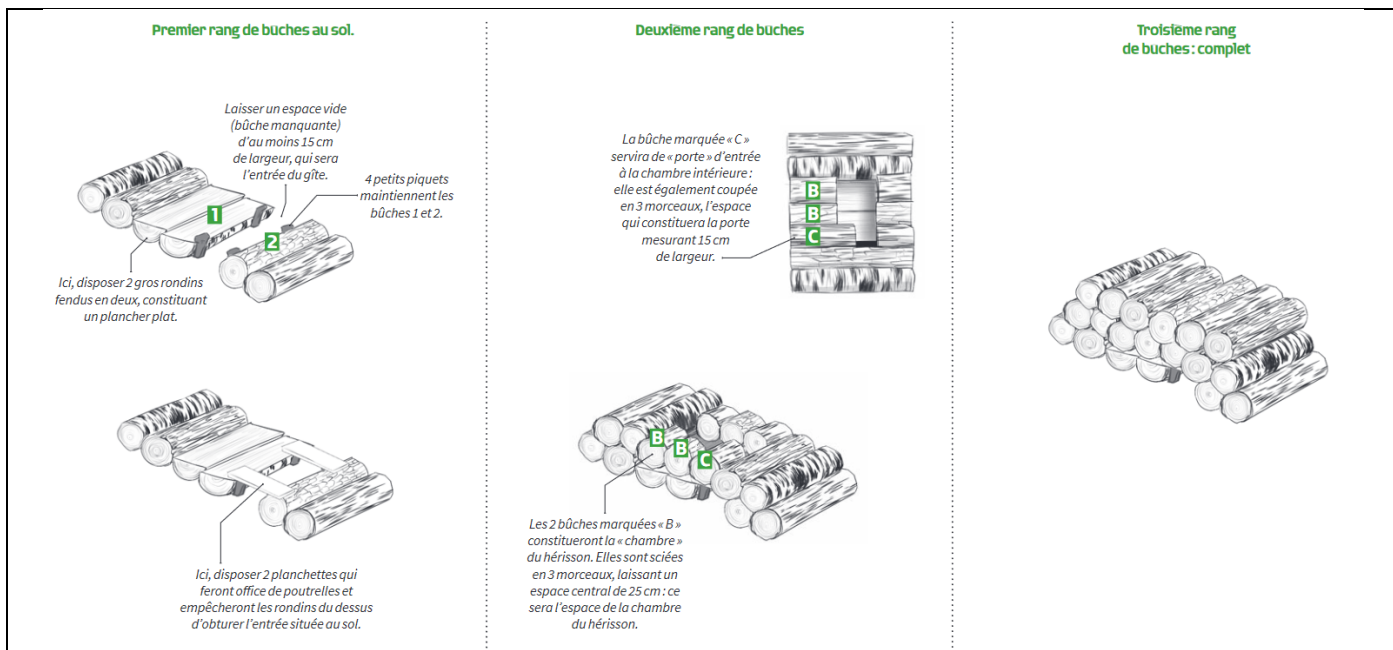 Premier rang de bûches au sol.
Laisser un espace vide
(bûche manquante)
d'au moins 15 cm
de largeur, qui sera
l'entrée du gîte.
4 petits piquets
maintiennent les
bûches 1 et 2.
1
2
Ici, disposer 2 gros rondins
fendus en deux, constituant
un plancher plat.
Ici, disposer 2 planchettes qui
feront office de poutrelles et
empêcheront les rondins du dessus
d'obturer l'entrée située au sol.
Deuxième rang de bûches
La bûche marquée « C »
servira de « porte » d'entrée
à la chambre intérieure :
elle est également coupée
en 3 morceaux, l'espace
qui constituera la porte
mesurant 15 cm
de largeur.
B
B
C
B
B
C
Les 2 bûches marquées « B »
constitueront la « chambre »
du hérisson. Elles sont sciées
en 3 morceaux, laissant un
espace central de 25 cm : ce
sera l'espace de la chambre
du hérisson.
Troisième rang
de buches : complet